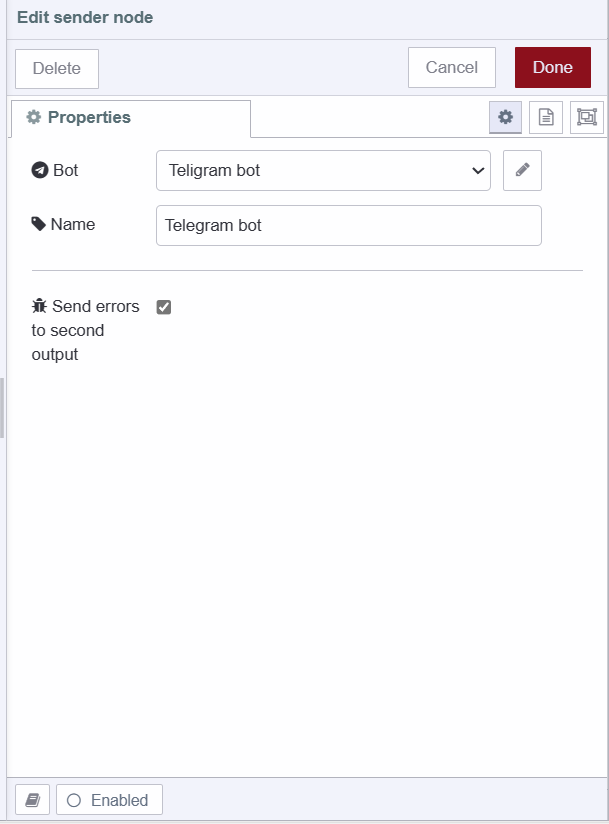 Edit sender node
Delete
Cancel
Done
Properties
Bot
Teligram bot
Name
Telegram bot
Send errors
to second
output
Enabled